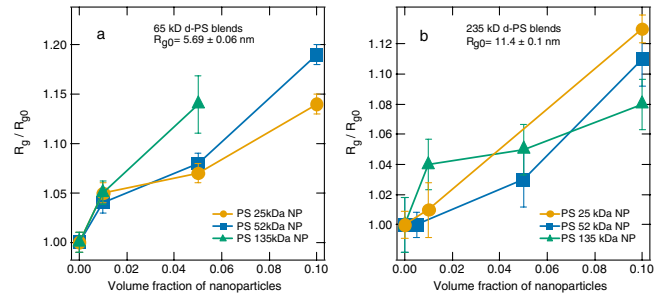 a
65 kD d-PS blends
Rg0= 5.69 ± 0.06 nm
Rg / Rg0
1.20
1.15
1.10
1.05
1.00
PS 25kDa NP
PS 52kDa NP
PS 135kDa NP
0.00 0.02 0.04 0.06 0.08 0.10
Volume fraction of nanoparticles
b
235 kD d-PS blends
Rg0= 11.4 ± 0.1 nm
Rg / Rg0
1.12
1.10
1.08
1.06
1.04
1.02
1.00
PS 25 kDa NP
PS 52 kDa NP
PS 135 kDa NP
0.00 0.02 0.04 0.06 0.08 0.10
Volume fraction of nanoparticles